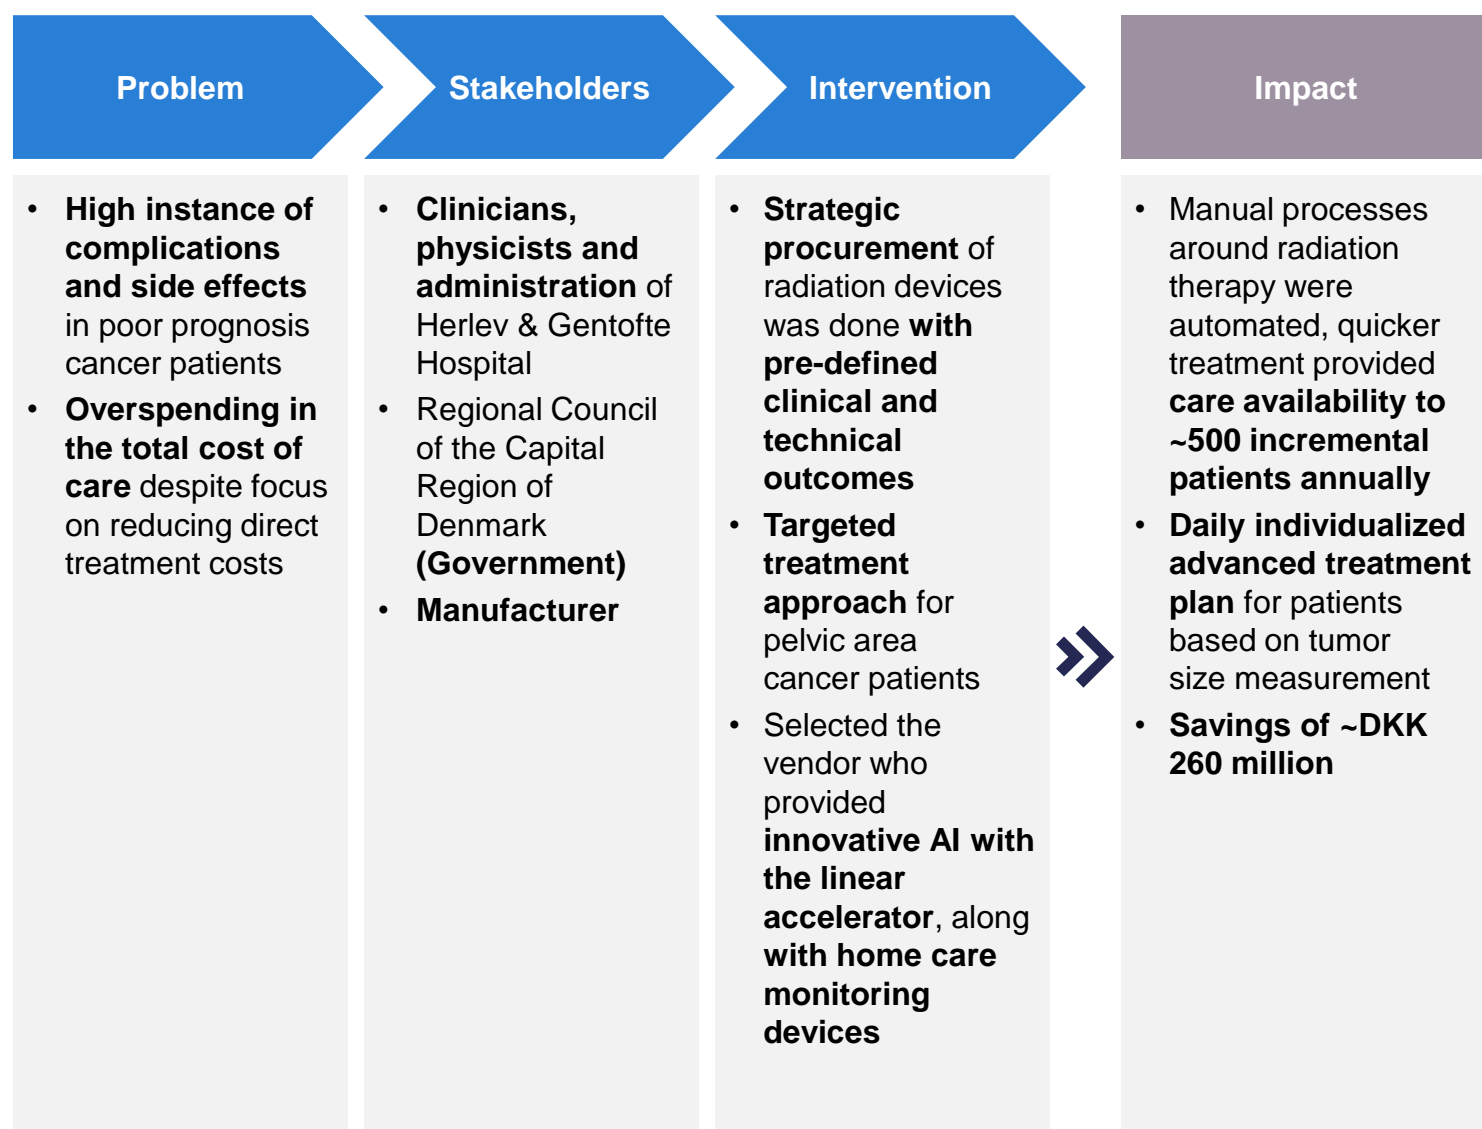 Problem
Stakeholders
Intervention
Impact
• High instance of
complications
and side effects
in poor prognosis
cancer patients
• Overspending in
the total cost of
care despite focus
on reducing direct
treatment costs
• Clinicians,
physicists and
administration of
Herlev & Gentofte
Hospital
• Regional Council
of the Capital
Region of
Denmark
(Government)
• Manufacturer
• Strategic
procurement of
radiation devices
was done with
pre-defined
clinical and
technical
outcomes
• Targeted
treatment
approach for
pelvic area
cancer patients
• Selected the
vendor who
provided
innovative AI with
the linear
accelerator, along
with home care
monitoring
devices
• Manual processes
around radiation
therapy were
automated, quicker
treatment provided
care availability to
~500 incremental
patients annually
• Daily individualized
advanced treatment
plan for patients
based on tumor
size measurement
• Savings of ~DKK
260 million